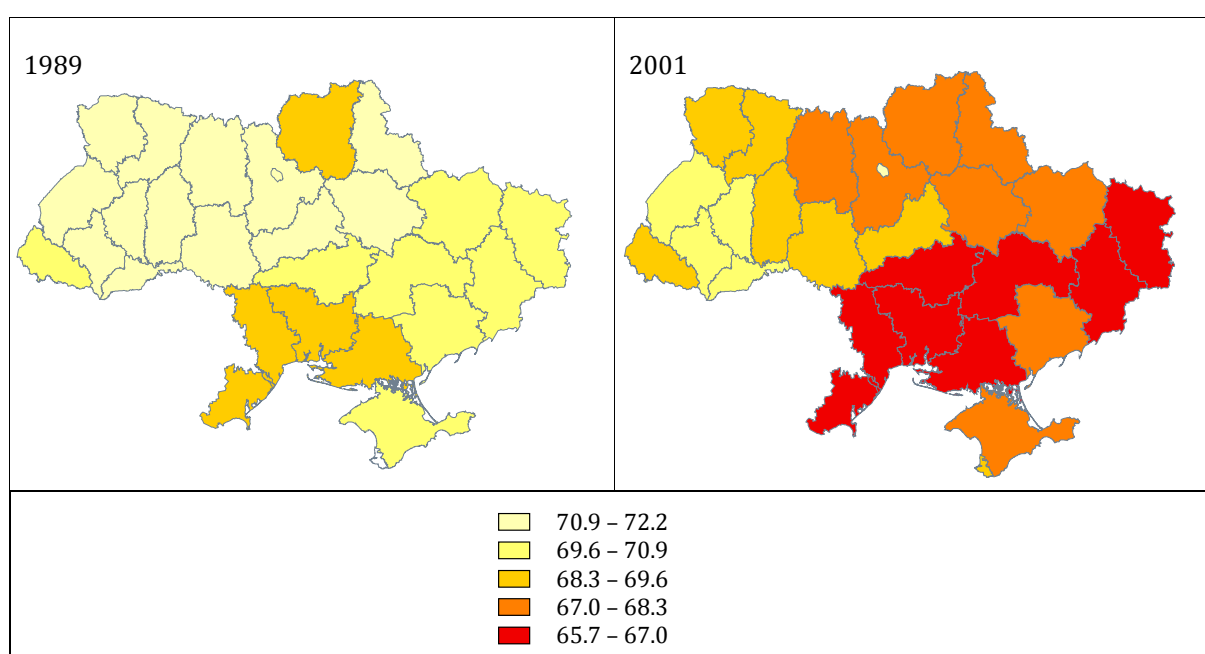 1989
2001
70.9 – 72.2
69.6 – 70.9
68.3 – 69.6
67.0 – 68.3
65.7 – 67.0